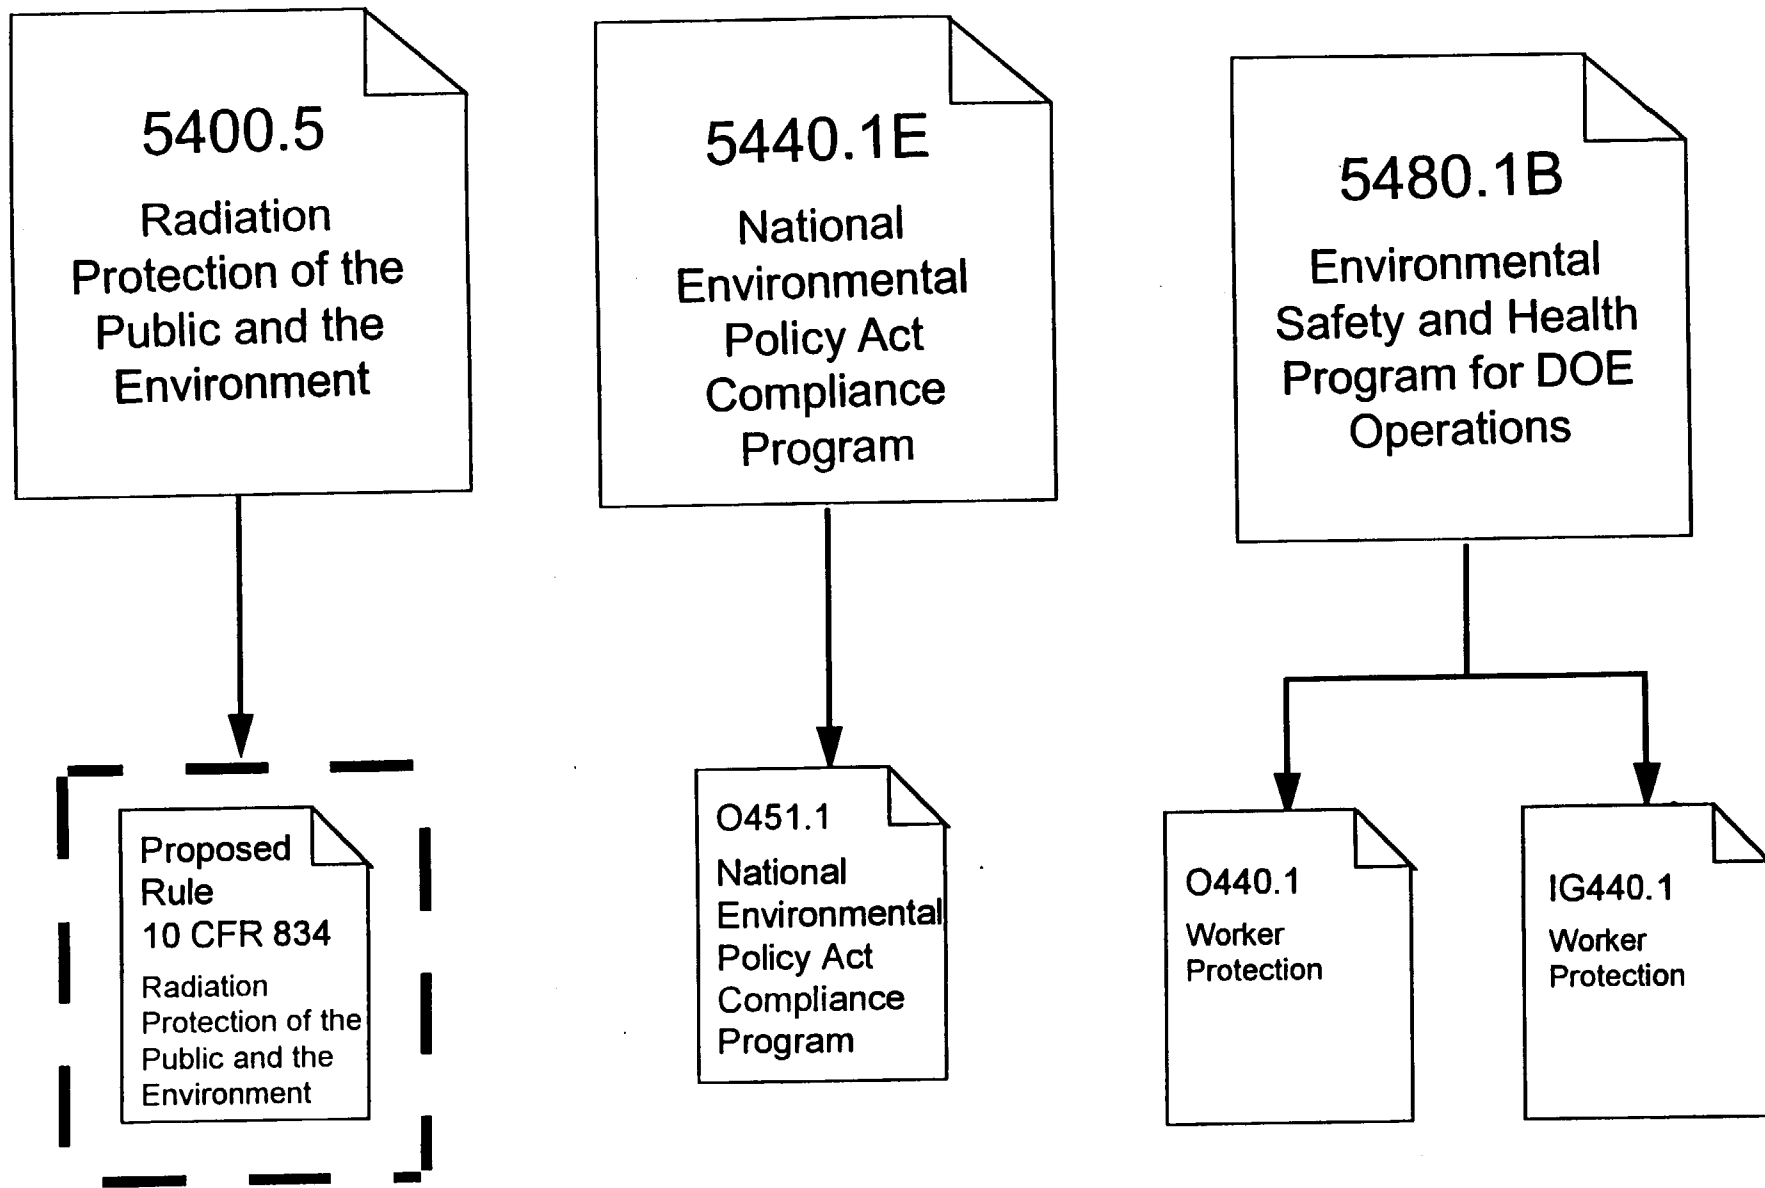 5400.5
Radiation
Protection of the
Public and the
Environment
5440.1E
National
Environmental
Policy Act
Compliance
Program
5480.1B
Environmental
Safety and Health
Program for DOE
Operations
Proposed
Rule
10 CFR 834
Radiation
Protection of the
Public and the
Environment
O451.1
National
Environmental
Policy Act
Compliance
Program
O440.1
Worker
Protection
IG440.1
Worker
Protection